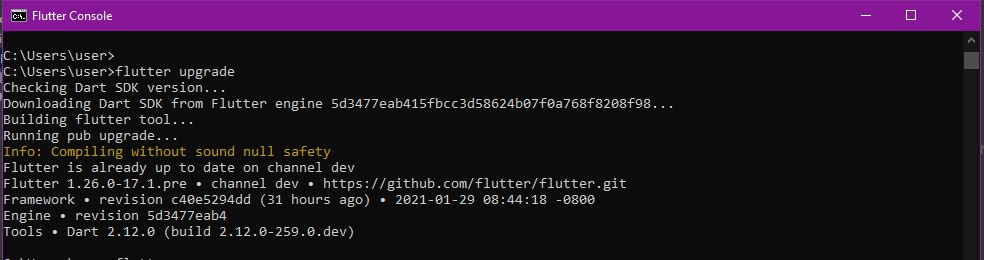 Flutter Console
C:\Users\user>
C:\Users\user>flutter upgrade
Checking Dart SDK version...
Downloading Dart SDK from Flutter engine 5d3477eab415fbcc3d58624b07f0a768f8208f98...
Building flutter tool...
Running pub upgrade...
Info: Compiling without sound null safety
Flutter is already up to date on channel dev
Flutter 1.26.0-17.1.pre • channel dev • https://github.com/flutter/flutter.git
Framework • revision c40e5294dd (31 hours ago) • 2021-01-29 08:44:18 -0800
Engine • revision 5d3477eab4
Tools • Dart 2.12.0 (build 2.12.0-259.0.dev)